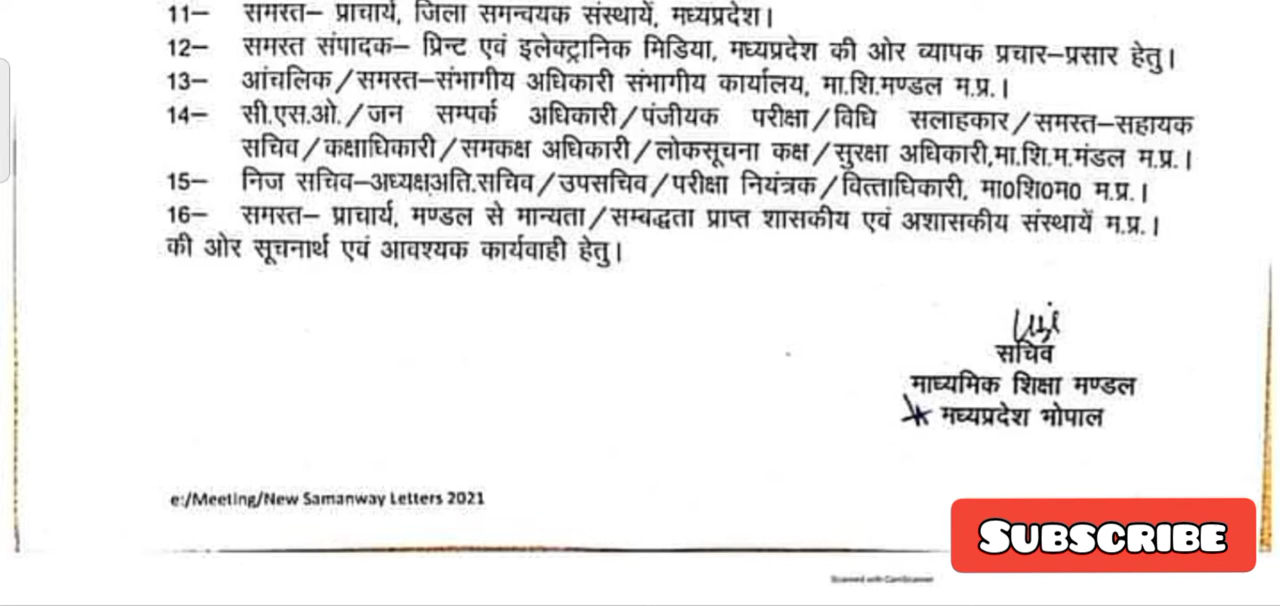 11– समस्त– प्राचार्य, जिला समन्वयक संस्थायें, मध्यप्रदेश।
12– समस्त संपादक– प्रिन्ट एवं इलेक्ट्रानिक मिडिया, मध्यप्रदेश की ओर व्यापक प्रचार–प्रसार हेतु।
13– आंचलिक/समस्त–संभागीय अधिकारी संभागीय कार्यालय, मा.शि.मण्डल म.प्र.।
14– सी.एस.ओ./जन सम्पर्क अधिकारी/पंजीयक परीक्षा/विधि सलाहकार/समस्त–सहायक
सचिव/कक्षाधिकारी/समकक्ष अधिकारी/लोकसूचना कक्ष/सुरक्षा अधिकारी,मा.शि.म.मंडल म.प्र.।
15– निज सचिव–अध्यक्षअति.सचिव/उपसचिव/परीक्षा नियंत्रक/वित्ताधिकारी, मा0शि0म0 म.प्र.।
16– समस्त– प्राचार्य, मण्डल से मान्यता/सम्बद्धता प्राप्त शासकीय एवं अशासकीय संस्थायें म.प्र.।
की ओर सूचनार्थ एवं आवश्यक कार्यवाही हेतु।
सचिव
माध्यमिक शिक्षा मण्डल
मध्यप्रदेश भोपाल
e:/Meeting/New Samanway Letters 2021
SUBSCRIBE
Scanned with CamScanner